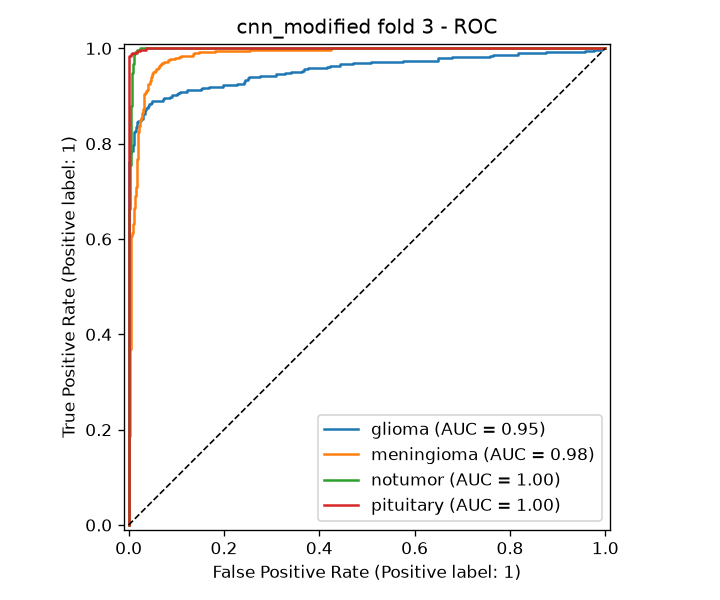 cnn_modified fold 3 - ROC
True Positive Rate (Positive label: 1)
1.0
0.8
0.6
0.4
0.2
0.0
glioma (AUC = 0.95)
meningioma (AUC = 0.98)
notumor (AUC = 1.00)
pituitary (AUC = 1.00)
0.0 0.2 0.4 0.6 0.8 1.0
False Positive Rate (Positive label: 1)